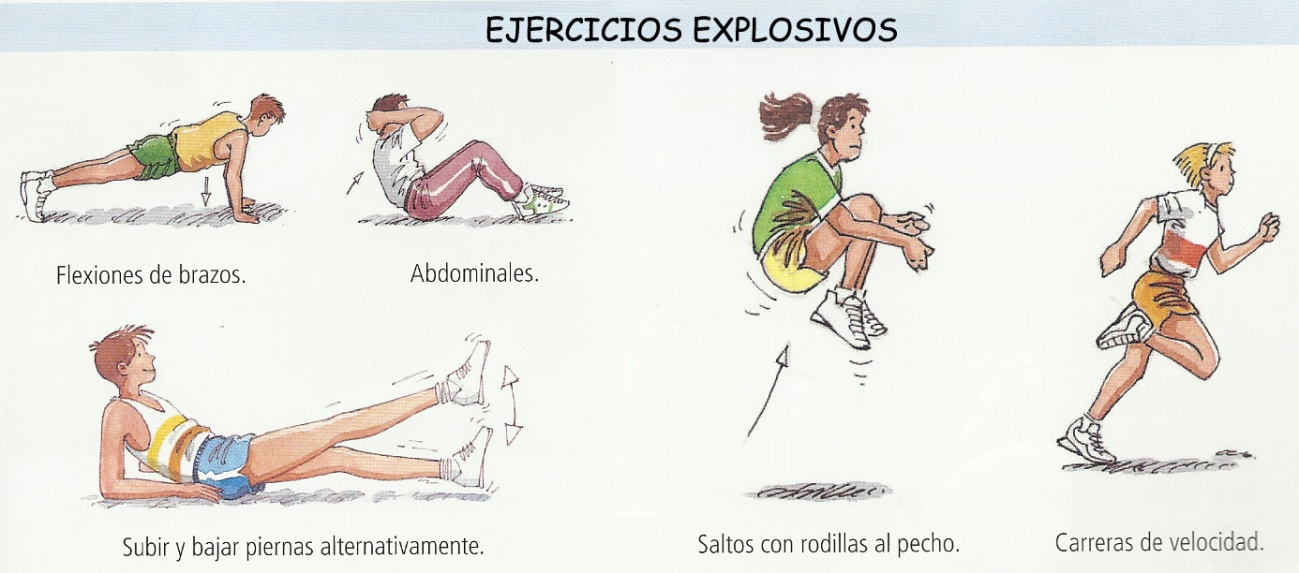 EJERCICIOS EXPLOSIVOS
Flexiones de brazos.
Abdominales.
Subir y bajar piernas alternativamente.
Saltos con rodillas al pecho.
Carreras de velocidad.